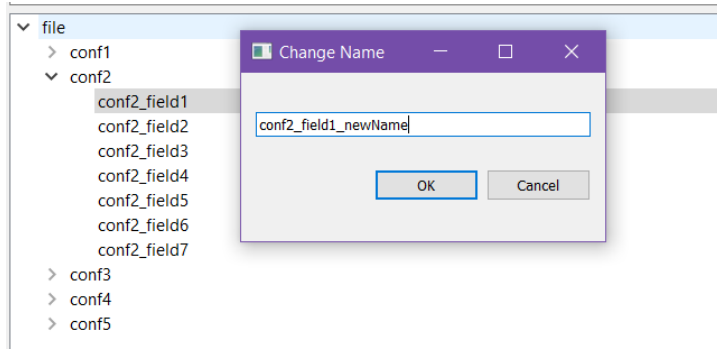 file
conf1
conf2
conf2_field1
conf2_field2
conf2_field3
conf2_field4
conf2_field5
conf2_field6
conf2_field7
conf3
conf4
conf5
Change Name
conf2_field1_newName
OK Cancel